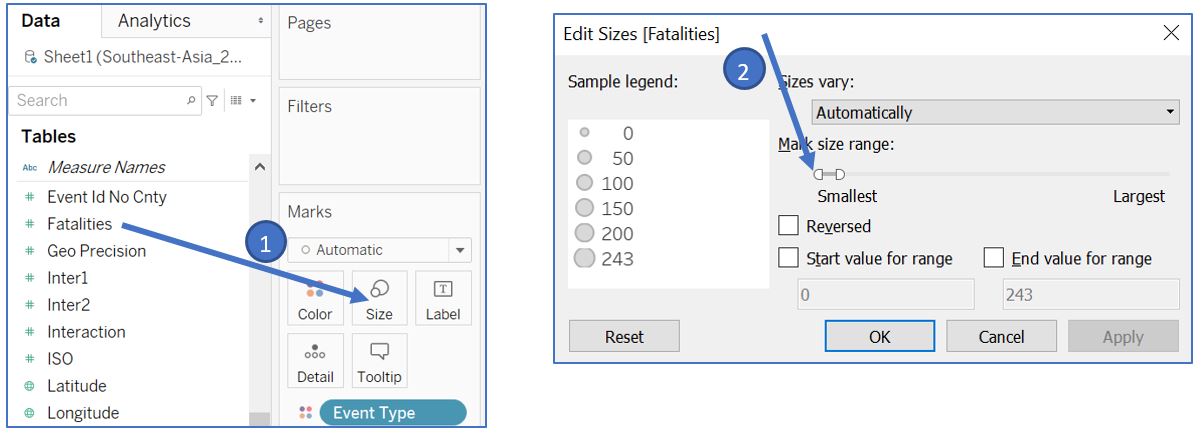 Data
Analytics
Sheet1 (Southeast-Asia_2...
Search
Tables
Abc Measure Names
# Event Id No Cnty
# Fatalities
# Geo Precision
# Inter1
# Inter2
# Interaction
# ISO
Latitude
Longitude
Pages
Filters
Marks
1
Automatic
Color
Size
T
Label
Detail
Tooltip
Event Type
Edit Sizes [Fatalities]
2
Sample legend:
0
50
100
150
200
243
Sizes vary:
Automatically
Mark size range:
Smallest
Largest
Reversed
Start value for range
End value for range
0
243
Reset
OK
Cancel
Apply